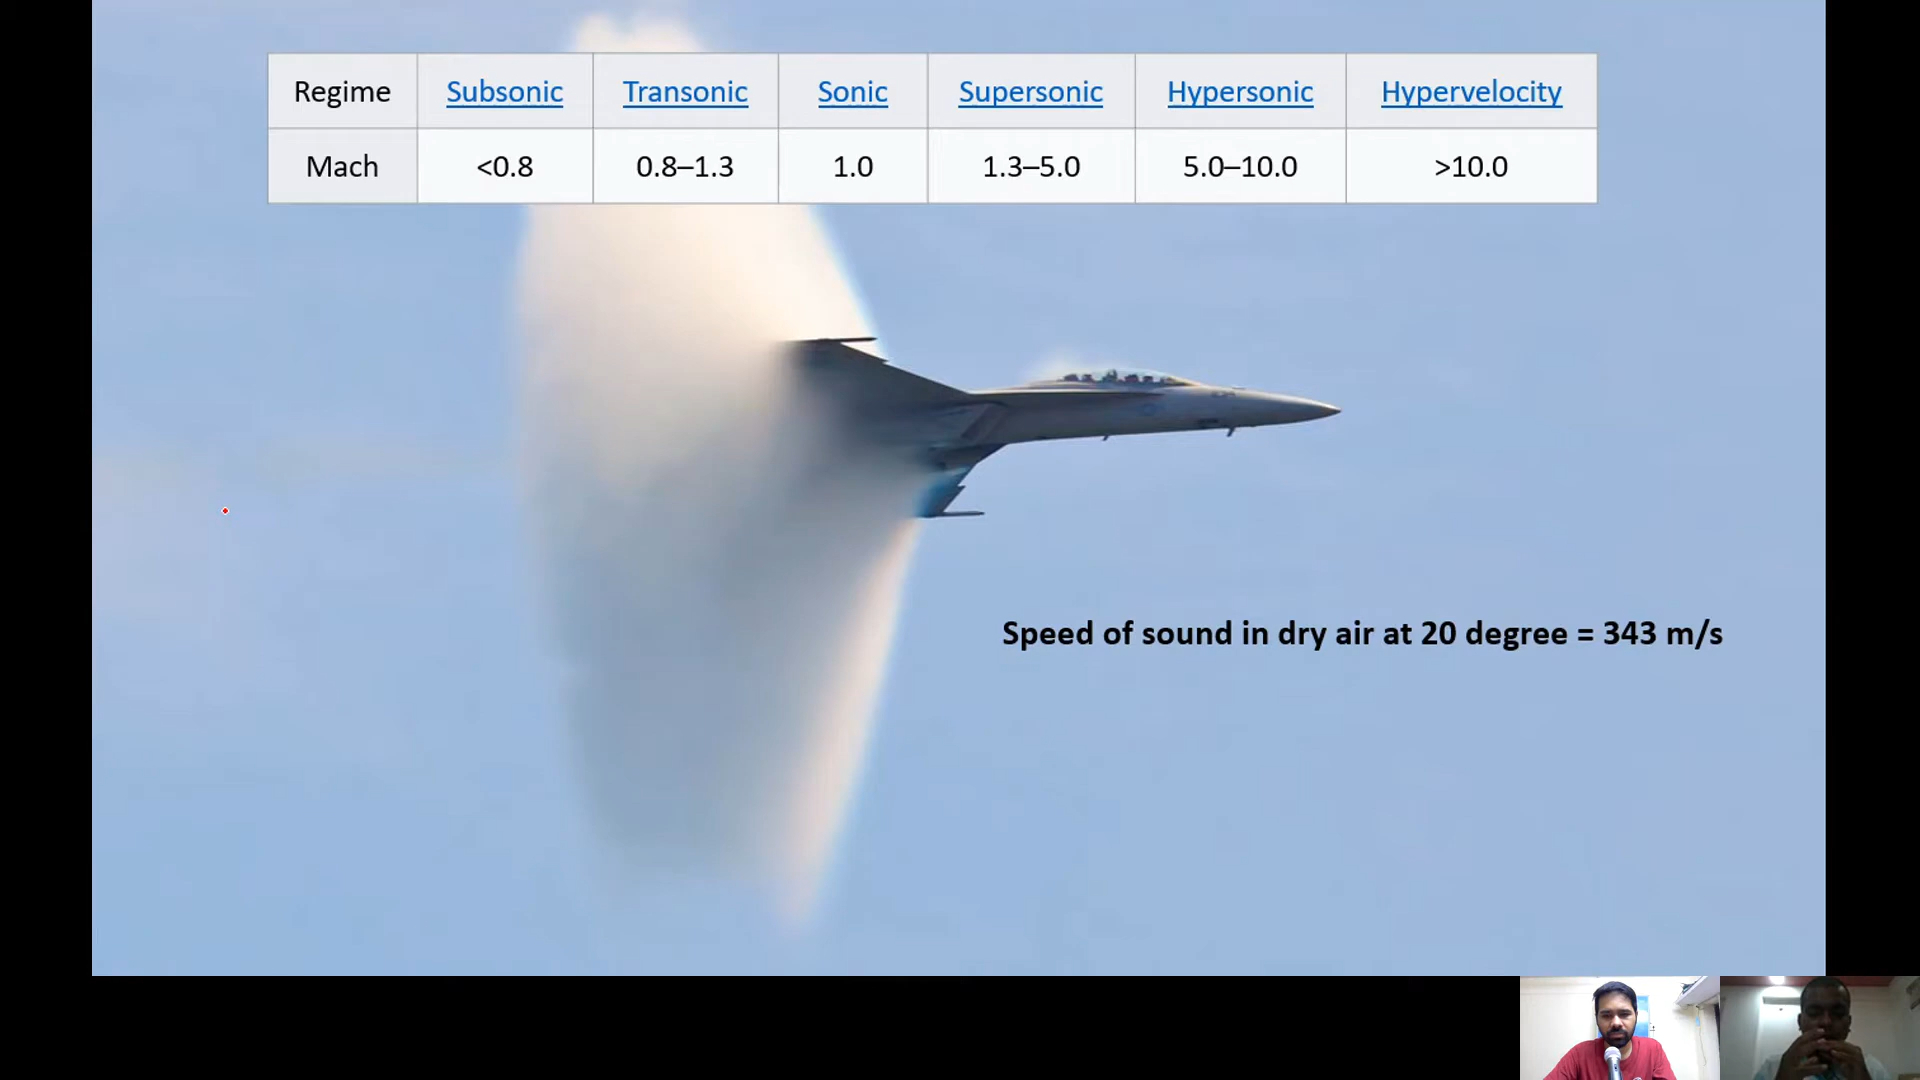 Regime Subsonic Transonic Sonic Supersonic Hypersonic Hypervelocity
Mach <0.8 0.8–1.3 1.0 1.3–5.0 5.0–10.0 >10.0
Speed of sound in dry air at 20 degree = 343 m/s